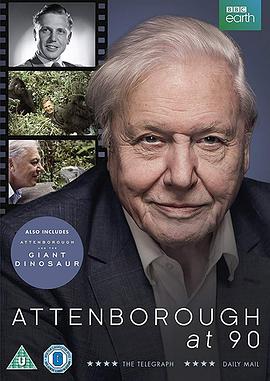 BBC
earth
ALSO INCLUDES
ATTENBOROUGH
AND THE
GIANT
DINOSAUR
ATTENBOROUGH
at 90
U
E
★★★★ THE TELEGRAPH ★★★★ DAILY MAIL